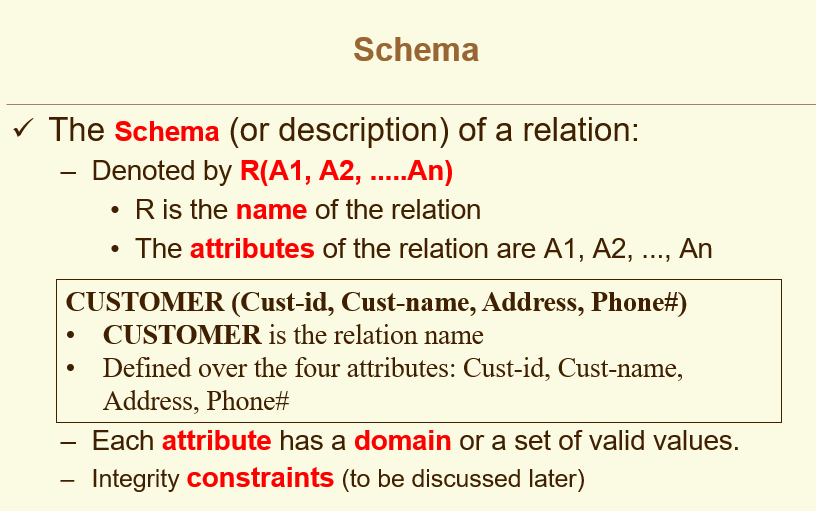 Schema
✓ The Schema (or description) of a relation:
– Denoted by R(A1, A2, .....An)
• R is the name of the relation
• The attributes of the relation are A1, A2, ..., An
CUSTOMER (Cust-id, Cust-name, Address, Phone#)
• CUSTOMER is the relation name
• Defined over the four attributes: Cust-id, Cust-name,
Address, Phone#
– Each attribute has a domain or a set of valid values.
– Integrity constraints (to be discussed later)